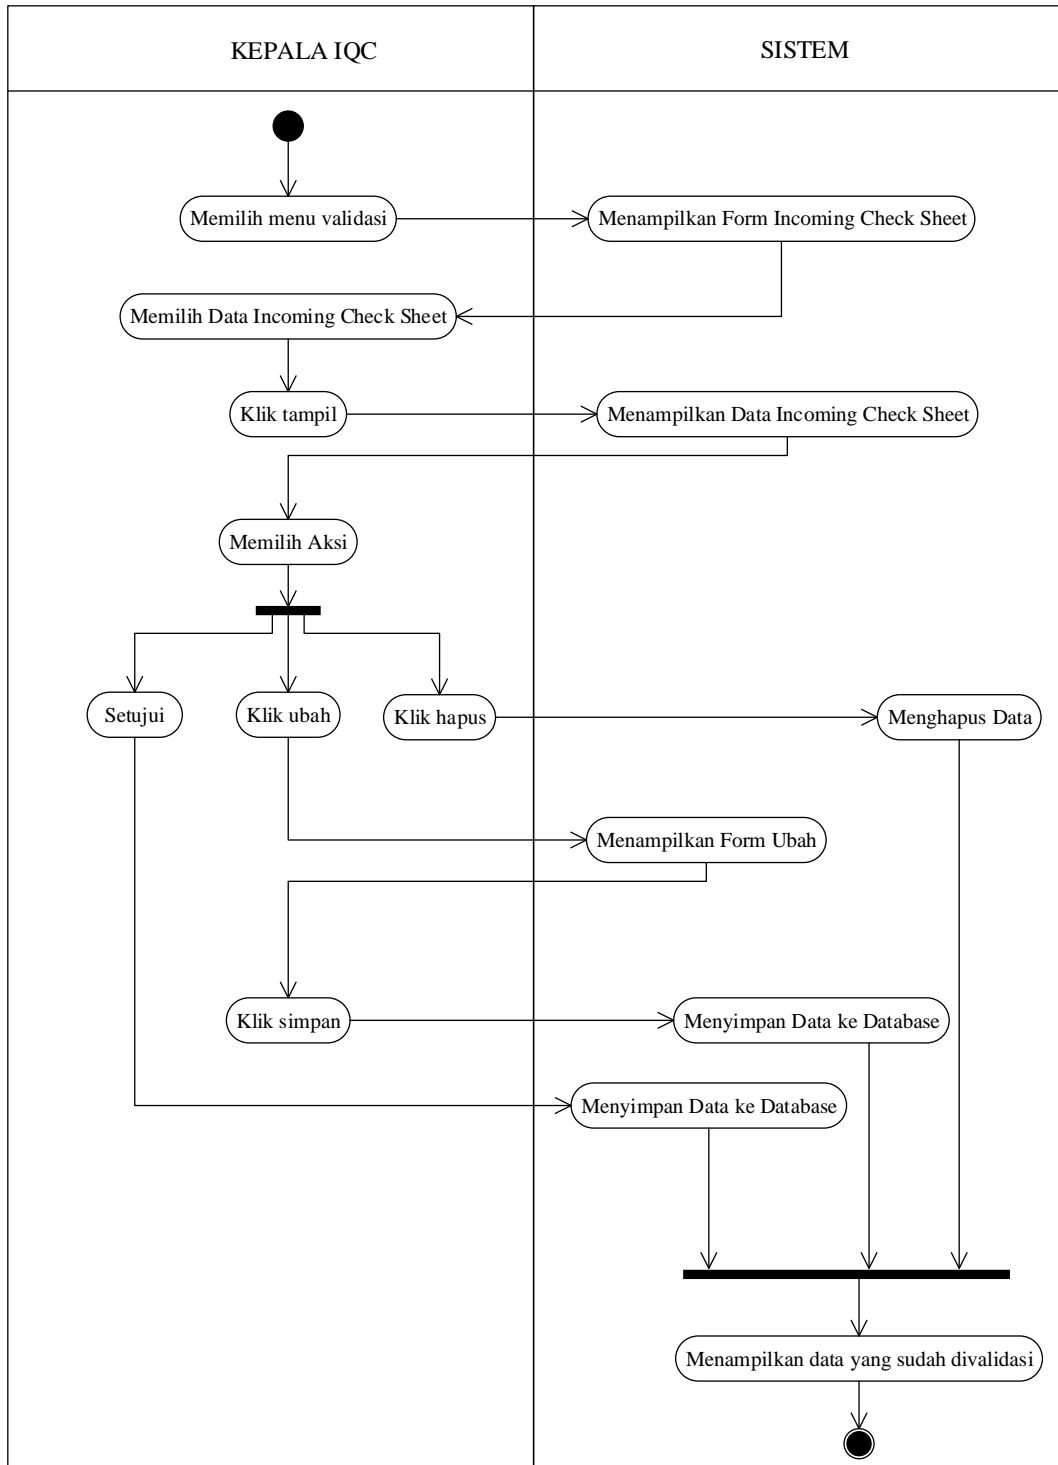 KEPALA IQC
SISTEM
Memilih menu validasi
Menampilkan Form Incoming Check Sheet
Memilih Data Incoming Check Sheet
Klik tampil
Menampilkan Data Incoming Check Sheet
Memilih Aksi
Setujui
Klik ubah
Klik hapus
Menghapus Data
Menampilkan Form Ubah
Klik simpan
Menyimpan Data ke Database
Menyimpan Data ke Database
Menampilkan data yang sudah divalidasi